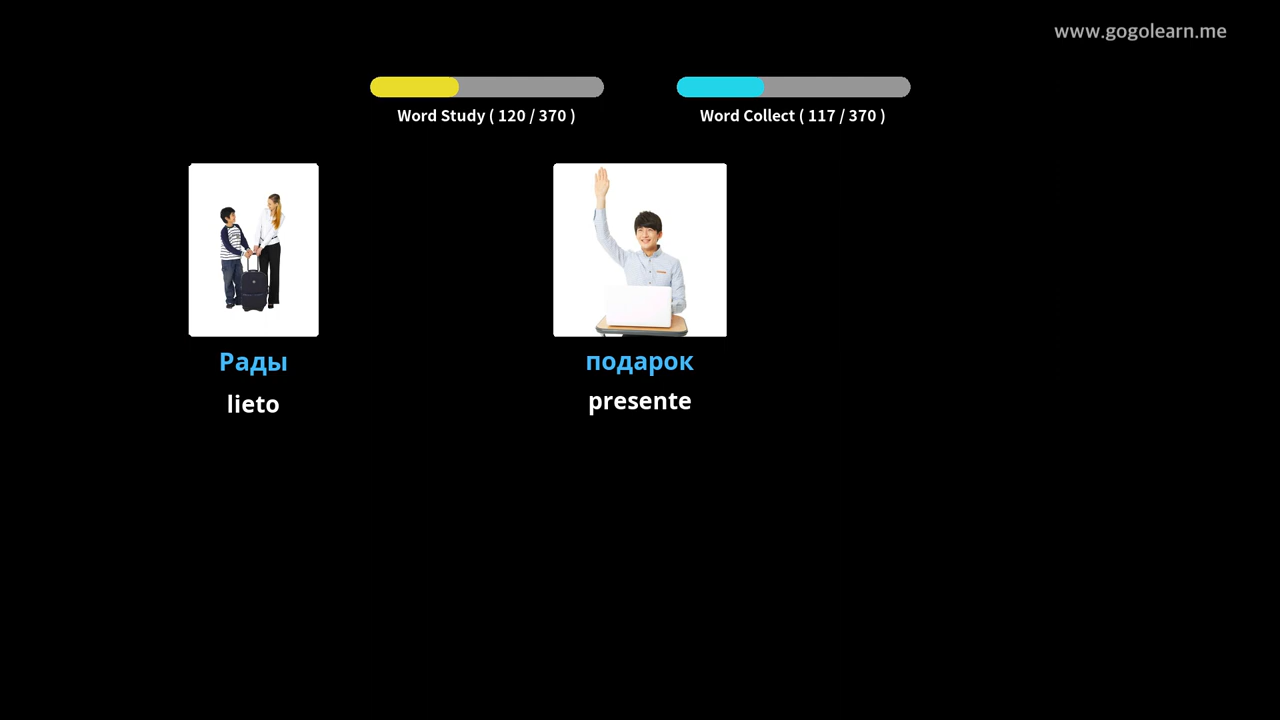 www.gogolearn.me
Word Study ( 120 / 370 )
Word Collect ( 117 / 370 )
Рады
lieto
подарок
presente